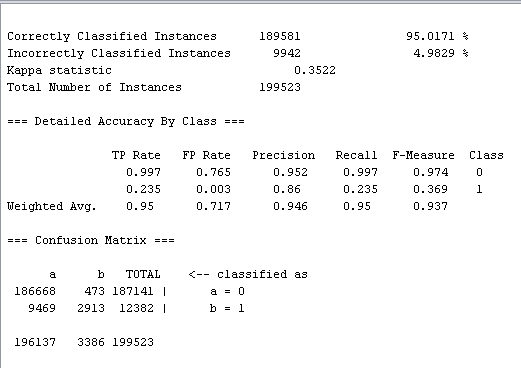 Correctly Classified Instances 189581 95.0171 %
Incorrectly Classified Instances 9942 4.9829 %
Kappa statistic 0.3522
Total Number of Instances 199523
=== Detailed Accuracy By Class ===
TP Rate FP Rate Precision Recall F-Measure Class
0.997 0.765 0.952 0.997 0.974 0
0.235 0.003 0.86 0.235 0.369 1
Weighted Avg. 0.95 0.717 0.946 0.95 0.937
=== Confusion Matrix ===
a b TOTAL <-- classified as
186668 473 187141 | a = 0
9469 2913 12382 | b = 1
196137 3386 199523